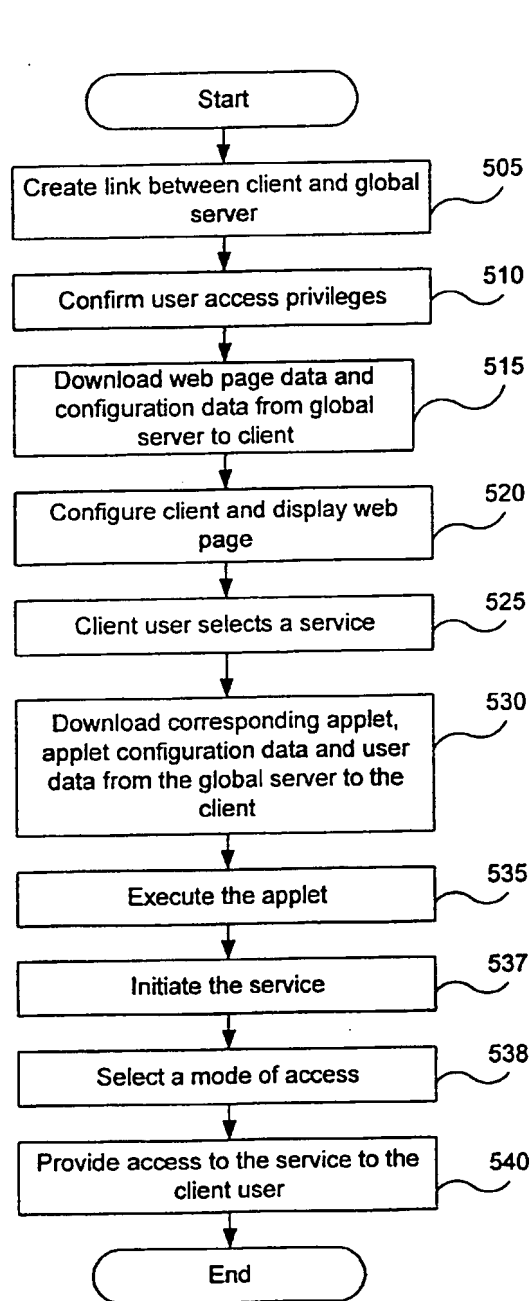 Start
Create link between client and global
server
505
Confirm user access privileges
510
Download web page data and
configuration data from global
server to client
515
Configure client and display web
page
520
Client user selects a service
525
Download corresponding applet,
applet configuration data and user
data from the global server to the
client
530
Execute the applet
535
Initiate the service
537
Select a mode of access
538
Provide access to the service to the
client user
540
End